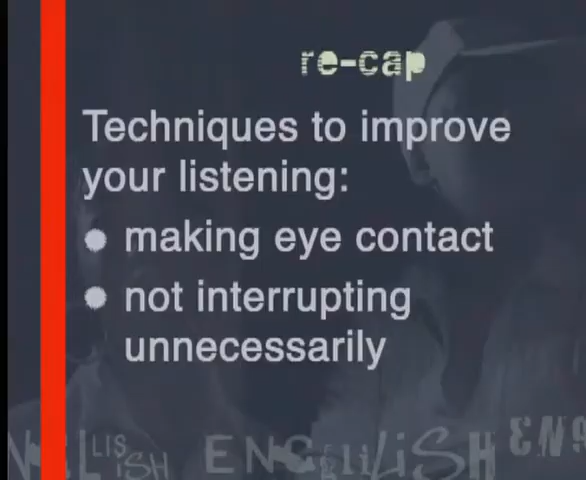 re-cap
Techniques to improve
your listening:
making eye contact
not interrupting
unnecessarily